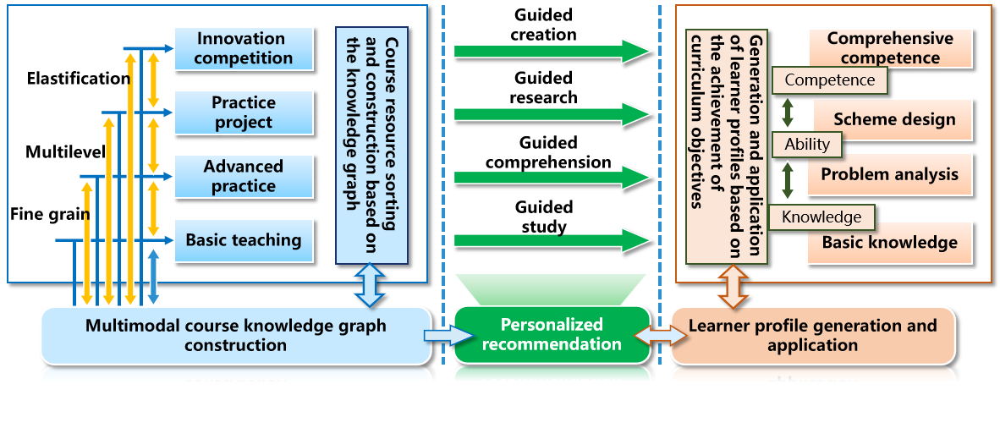 Innovation
competition
Elastification
Practice
project
Multilevel
Advanced
practice
Fine grain
Basic teaching
Course resource sorting
and construction based on
the knowledge graph
Multimodal course knowledge graph
construction
Guided
creation
Guided
research
Guided
comprehension
Guided
study
Personalized
recommendation
Generation and application
of learner profiles based on
the achievement of
curriculum objectives
Comprehensive
competence
Competence
Scheme design
Ability
Problem analysis
Knowledge
Basic knowledge
Learner profile generation and
application